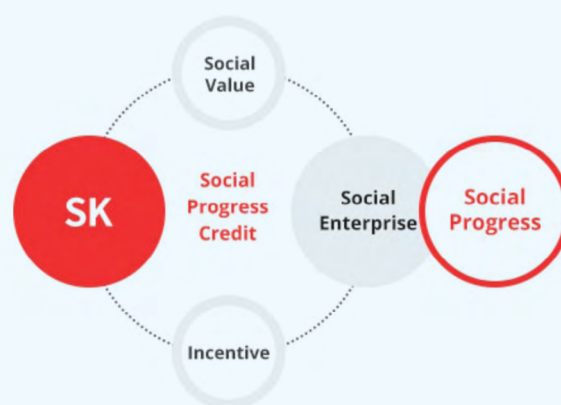 Social
Value
SK
Social
Progress
Credit
Social
Enterprise
Social
Progress
Incentive